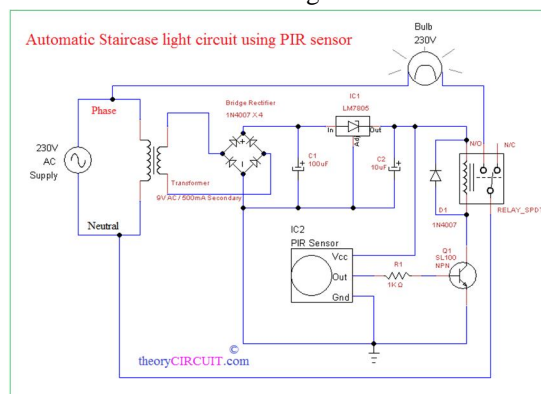 Automatic Staircase light circuit using PIR sensor
Bulb
230V
Phase
230V
AC
Supply
Neutral
Transformer
9V AC / 500mA Secondary
Bridge Rectifier
1N4007 X 4
C1
100uF
IC1
LM7805
In
Out
Adj
C2
10uF
N/O
N/C
RELAY_SPDT
D1
1N4007
IC2
PIR Sensor
Vcc
Out
Gnd
R1
1K Ω
Q1
SL100
NPN
©
theoryCIRCUIT.com